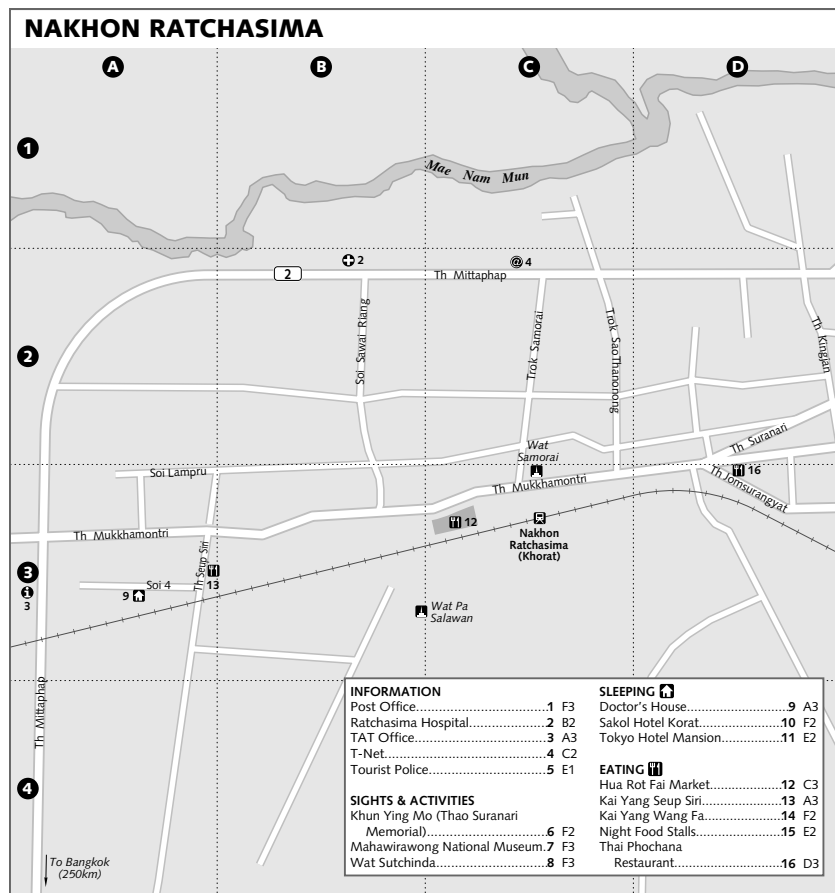 NAKHON RATCHASIMA
A
B
C
D
1
Mae Nam Mun
2
4
2
Th Mittaphap
2
Soi Sawai Riang
Trok Samorai
Trok Sao Thanonong
Th Kingjan
Th Suranari
Wat
Samorai
Soi Lampru
16
Th Mukkhamontri
Th Jomsurangyat
12
Th Mukkhamontri
Nakhon
Ratchasima
(Khorat)
Th Seup Siri
3
13
Soi 4
9
3
Wat Pa
Salawan
Th Mittaphap
4
To Bangkok
(250km)
INFORMATION
Post Office..........................1 F3
Ratchasima Hospital................2 B2
TAT Office..........................3 A3
T-Net..............................4 C2
Tourist Police.......................5 E1
SIGHTS & ACTIVITIES
Khun Ying Mo (Thao Suranari
Memorial)..........................6 F2
Mahawirawong National Museum.7 F3
Wat Sutchinda......................8 F3
SLEEPING
Doctor's House......................9 A3
Sakol Hotel Korat..................10 F2
Tokyo Hotel Mansion...............11 E2
EATING
Hua Rot Fai Market.................12 C3
Kai Yang Seup Siri.................13 A3
Kai Yang Wang Fa..................14 F2
Night Food Stalls...................15 E2
Thai Phochana
Restaurant.........................16 D3